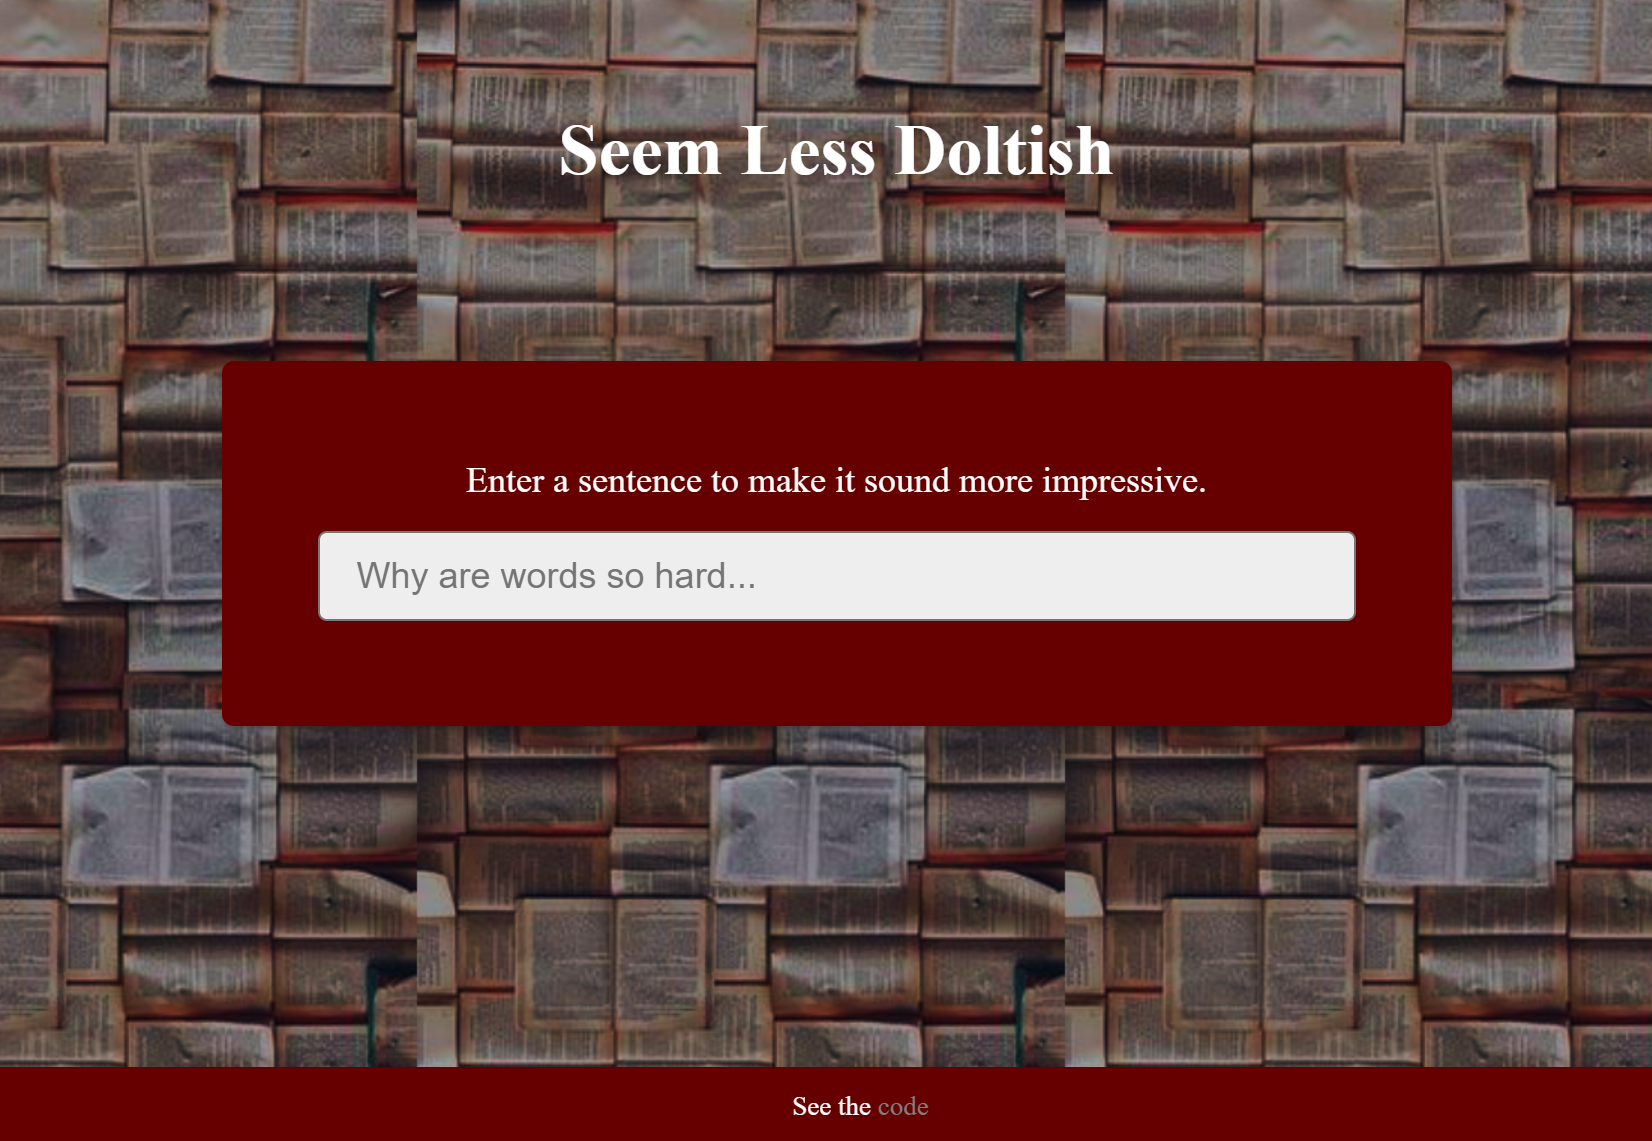 Seem Less Doltish
Enter a sentence to make it sound more impressive.
Why are words so hard...
See the code